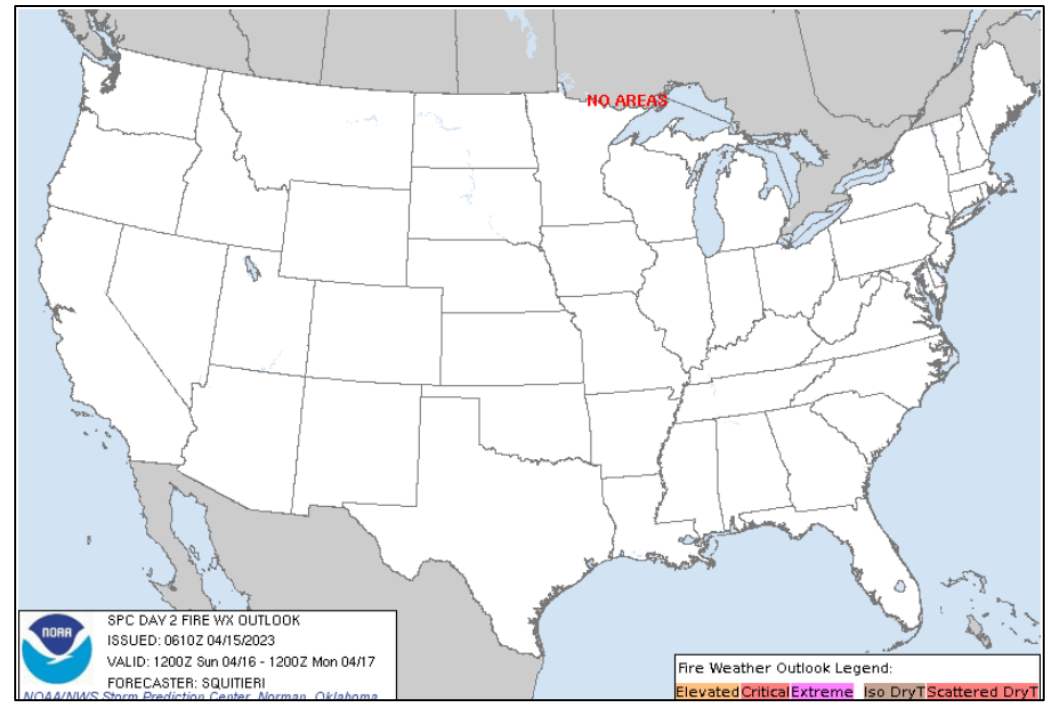 NO AREAS
NOAA
SPC DAY 2 FIRE WX OUTLOOK
ISSUED: 0610Z 04/15/2023
VALID: 1200Z Sun 04/16 - 1200Z Mon 04/17
FORECASTER: SQUITIERI
NOAA/NWS Storm Prediction Center, Norman, Oklahoma
Fire Weather Outlook Legend:
Elevated Critical Extreme Iso DryT Scattered DryT